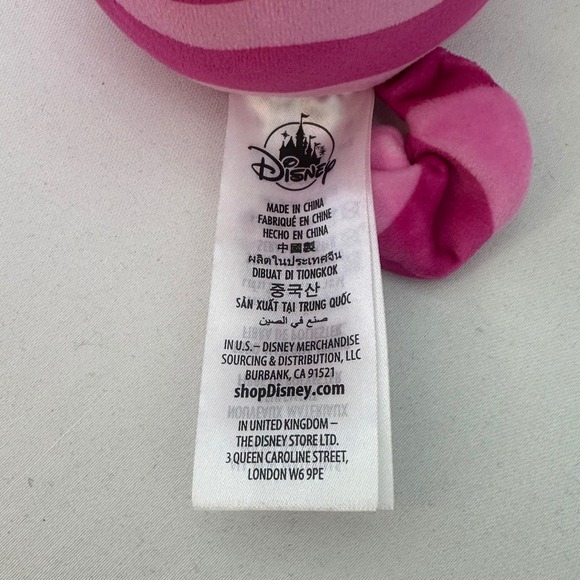 Disney
MADE IN CHINA
FABRIQUÉ EN CHINE
HECHO EN CHINA
中國製
ผลิตในประเทศจีน
DIBUAT DI TIONGKOK
중국산
SẢN XUẤT TẠI TRUNG QUỐC
صنع في الصين
IN U.S. – DISNEY MERCHANDISE
SOURCING & DISTRIBUTION, LLC
BURBANK, CA 91521
shopDisney.com
IN UNITED KINGDOM –
THE DISNEY STORE LTD.
3 QUEEN CAROLINE STREET,
LONDON W6 9PE